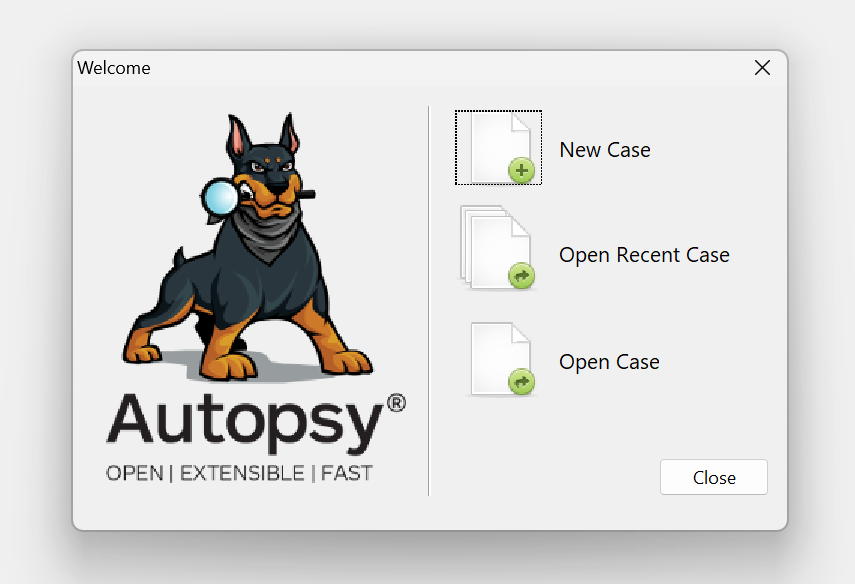 Welcome
New Case
Open Recent Case
Open Case
Autopsy®
OPEN | EXTENSIBLE | FAST
Close